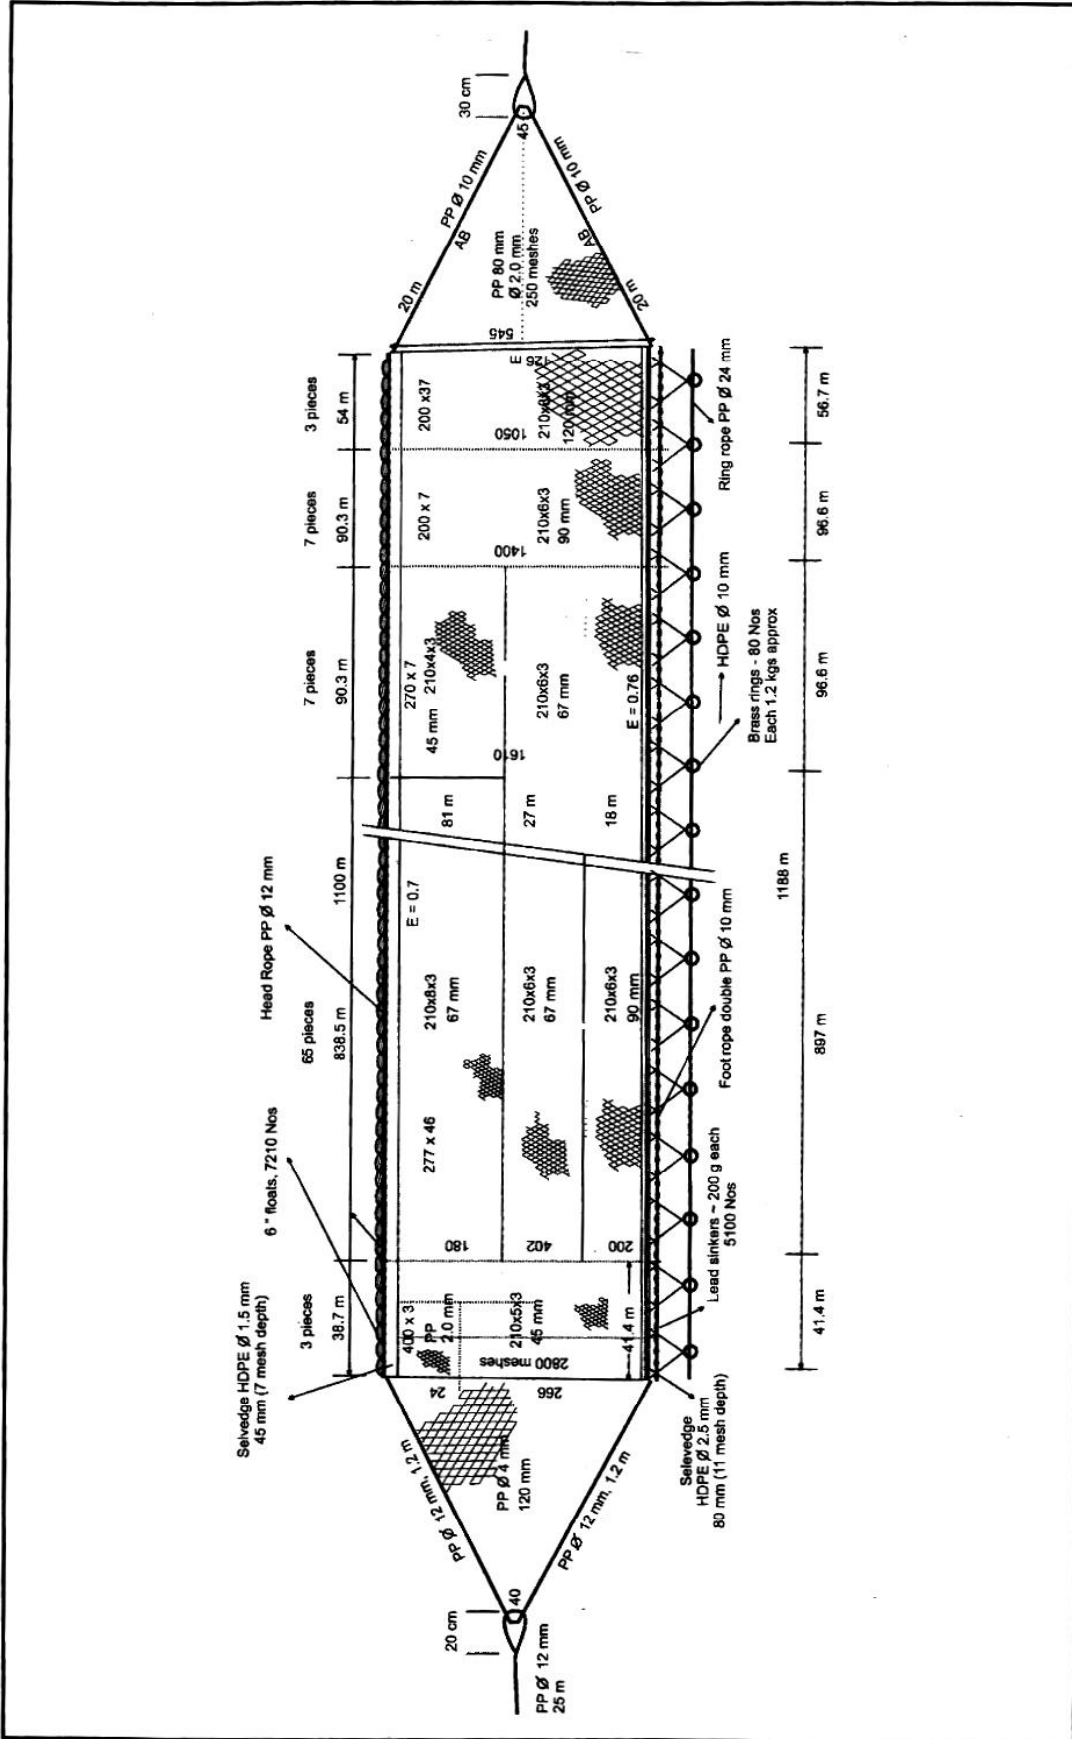 Selvedge HDPE Ø 1.5 mm
45 mm (7 mesh depth)
6 " floats, 7210 Nos
Head Rope PP Ø 12 mm
3 pieces
65 pieces
7 pieces
7 pieces
3 pieces
38.7 m
838.5 m
1100 m
90.3 m
90.3 m
54 m
20 cm
40
PP Ø 12 mm
25 m
PP Ø 12 mm, 1.2 m
PP Ø 4 mm
120 mm
PP Ø 12 mm, 1.2 m
24
266
400 x 3
PP
2.0 mm
2800 meshes
210x5x3
45 mm
41.4 m
180
402
200
277 x 46
210x8x3
67 mm
210x6x3
67 mm
210x6x3
90 mm
E = 0.7
81 m
27 m
18 m
1610
270 x 7
45 mm
210x4x3
210x6x3
67 mm
E = 0.76
1400
200 x 7
210x6x3
90 mm
1050
200 x37
210x6x3
126 E
545
20 m
AB
PP Ø 10 mm
PP 80 mm
Ø 2.0 mm
250 meshes
20 m
AB
PP Ø 10 mm
45
30 cm
Selevedge
HDPE Ø 2.5 mm
80 mm (11 mesh depth)
Lead sinkers ~ 200 g each
5100 Nos
Foot rope double PP Ø 10 mm
Brass rings - 80 Nos
Each 1.2 kgs approx
HDPE Ø 10 mm
Ring rope PP Ø 24 mm
41.4 m
897 m
1188 m
96.6 m
96.6 m
56.7 m